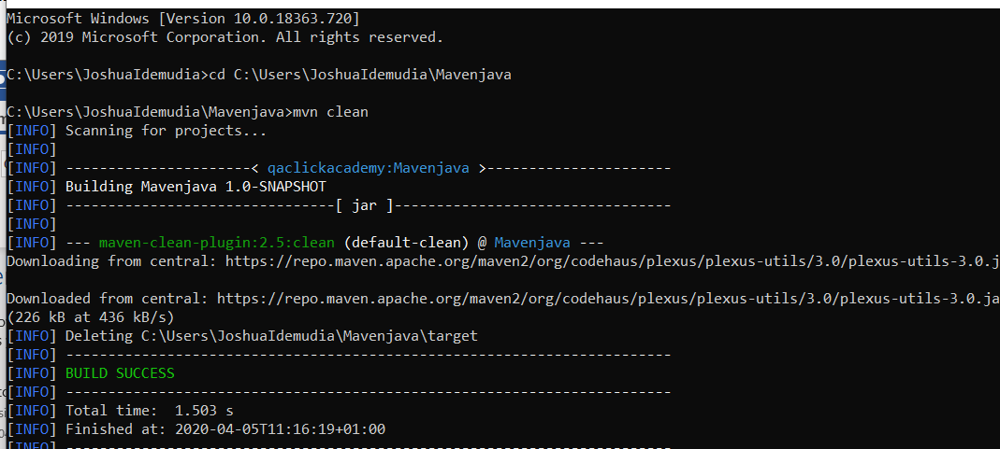 Microsoft Windows [Version 10.0.18363.720]
(c) 2019 Microsoft Corporation. All rights reserved.
C:\Users\JoshuaIdemudia>cd C:\Users\JoshuaIdemudia\Mavenjava
C:\Users\JoshuaIdemudia\Mavenjava>mvn clean
[INFO] Scanning for projects...
[INFO]
[INFO] ----------------------< qaclickacademy:Mavenjava >----------------------
[INFO] Building Mavenjava 1.0-SNAPSHOT
[INFO] --------------------------------[ jar ]---------------------------------
[INFO]
[INFO] --- maven-clean-plugin:2.5:clean (default-clean) @ Mavenjava ---
Downloading from central: https://repo.maven.apache.org/maven2/org/codehaus/plexus/plexus-utils/3.0/plexus-utils-3.0.j
Downloaded from central: https://repo.maven.apache.org/maven2/org/codehaus/plexus/plexus-utils/3.0/plexus-utils-3.0.ja
(226 kB at 436 kB/s)
[INFO] Deleting C:\Users\JoshuaIdemudia\Mavenjava\target
[INFO] ------------------------------------------------------------------------
[INFO] BUILD SUCCESS
[INFO] ------------------------------------------------------------------------
[INFO] Total time:  1.503 s
[INFO] Finished at: 2020-04-05T11:16:19+01:00
[INFO] ------------------------------------------------------------------------